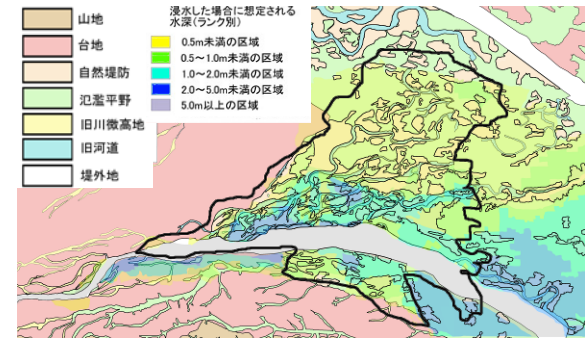 山地
台地
自然堤防
氾濫平野
旧川微高地
旧河道
堤外地
浸水した場合に想定される
水深(ランク別)
0.5m未満の区域
0.5～1.0m未満の区域
1.0～2.0m未満の区域
2.0～5.0m未満の区域
5.0m以上の区域